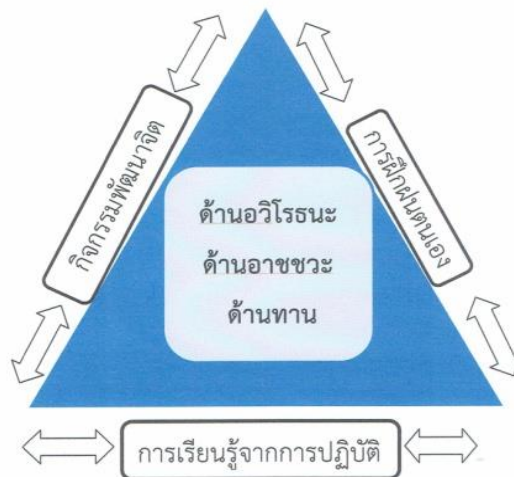 กิจกรรมพัฒนาจิต
การฝึกฝนตนเอง
ด้านอวิโรธนะ
ด้านอาชชวะ
ด้านทาน
การเรียนรู้จากการปฏิบัติ